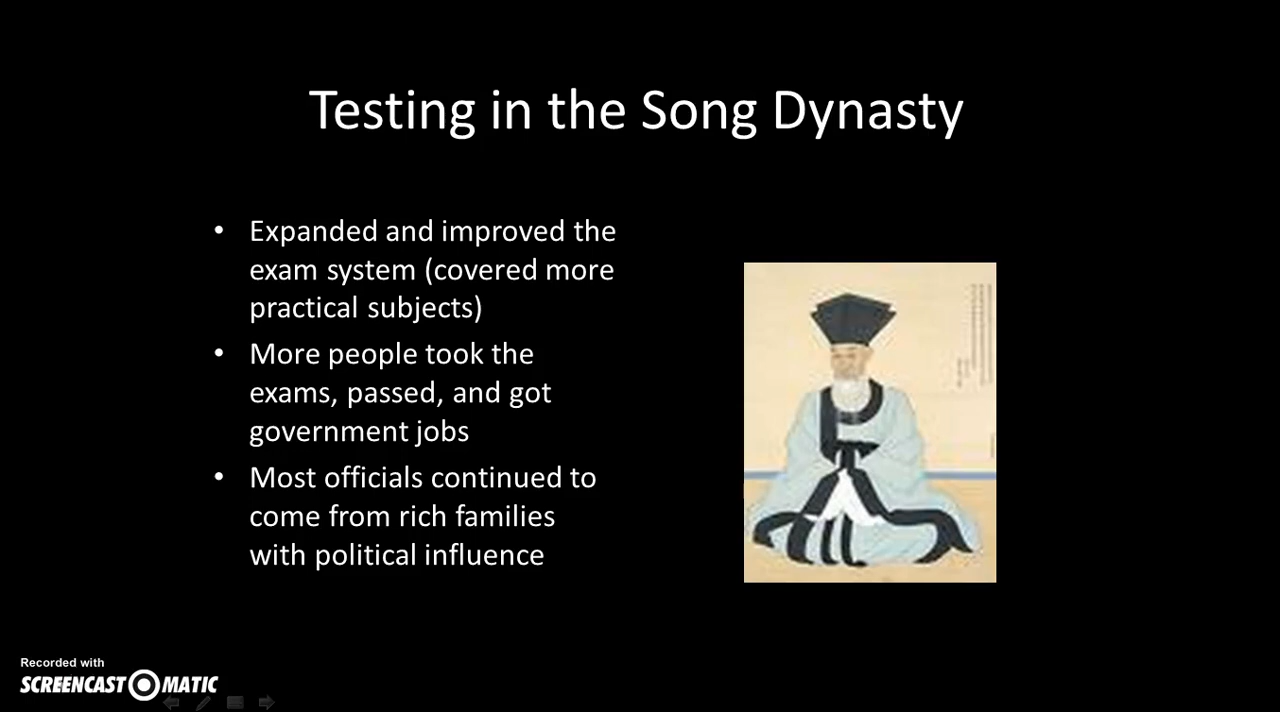 Testing in the Song Dynasty
• Expanded and improved the
exam system (covered more
practical subjects)
• More people took the
exams, passed, and got
government jobs
• Most officials continued to
come from rich families
with political influence
Recorded with
SCREENCAST MATIC